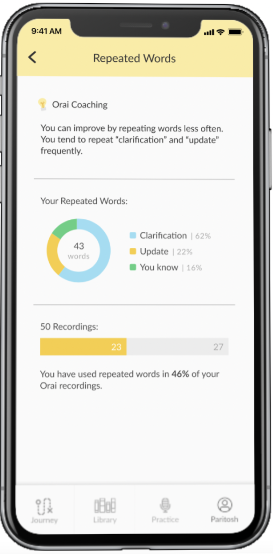 9:41 AM
Repeated Words
Orai Coaching
You can improve by repeating words less often.
You tend to repeat "clarification" and "update"
frequently.
Your Repeated Words:
43
words
Clarification | 62%
Update | 22%
You know | 16%
50 Recordings:
23 27
You have used repeated words in 46% of your
Orai recordings.
Journey Library Practice Paritosh